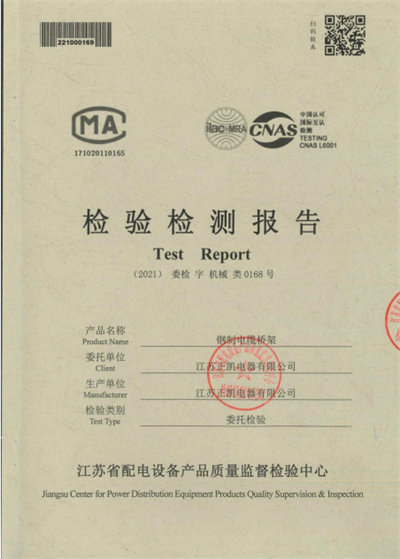 221000169
扫码验真
MA
171020110165
ilac-MRA
CNAS
中国认可
国际互认
检测
TESTING
CNAS L6001
检验检测报告
Test Report
(2021) 委检 字 机械 类0168号
产品名称
Product Name
钢制电缆桥架
委托单位
Client
江苏正凯电器有限公司
生产单位
Manufacturer
江苏正凯电器有限公司
检验类别
Test Type
委托检验
江苏省配电设备产品质量监督检验中心
Jiangsu Center for Power Distribution Equipment Products Quality Supervision & Inspection